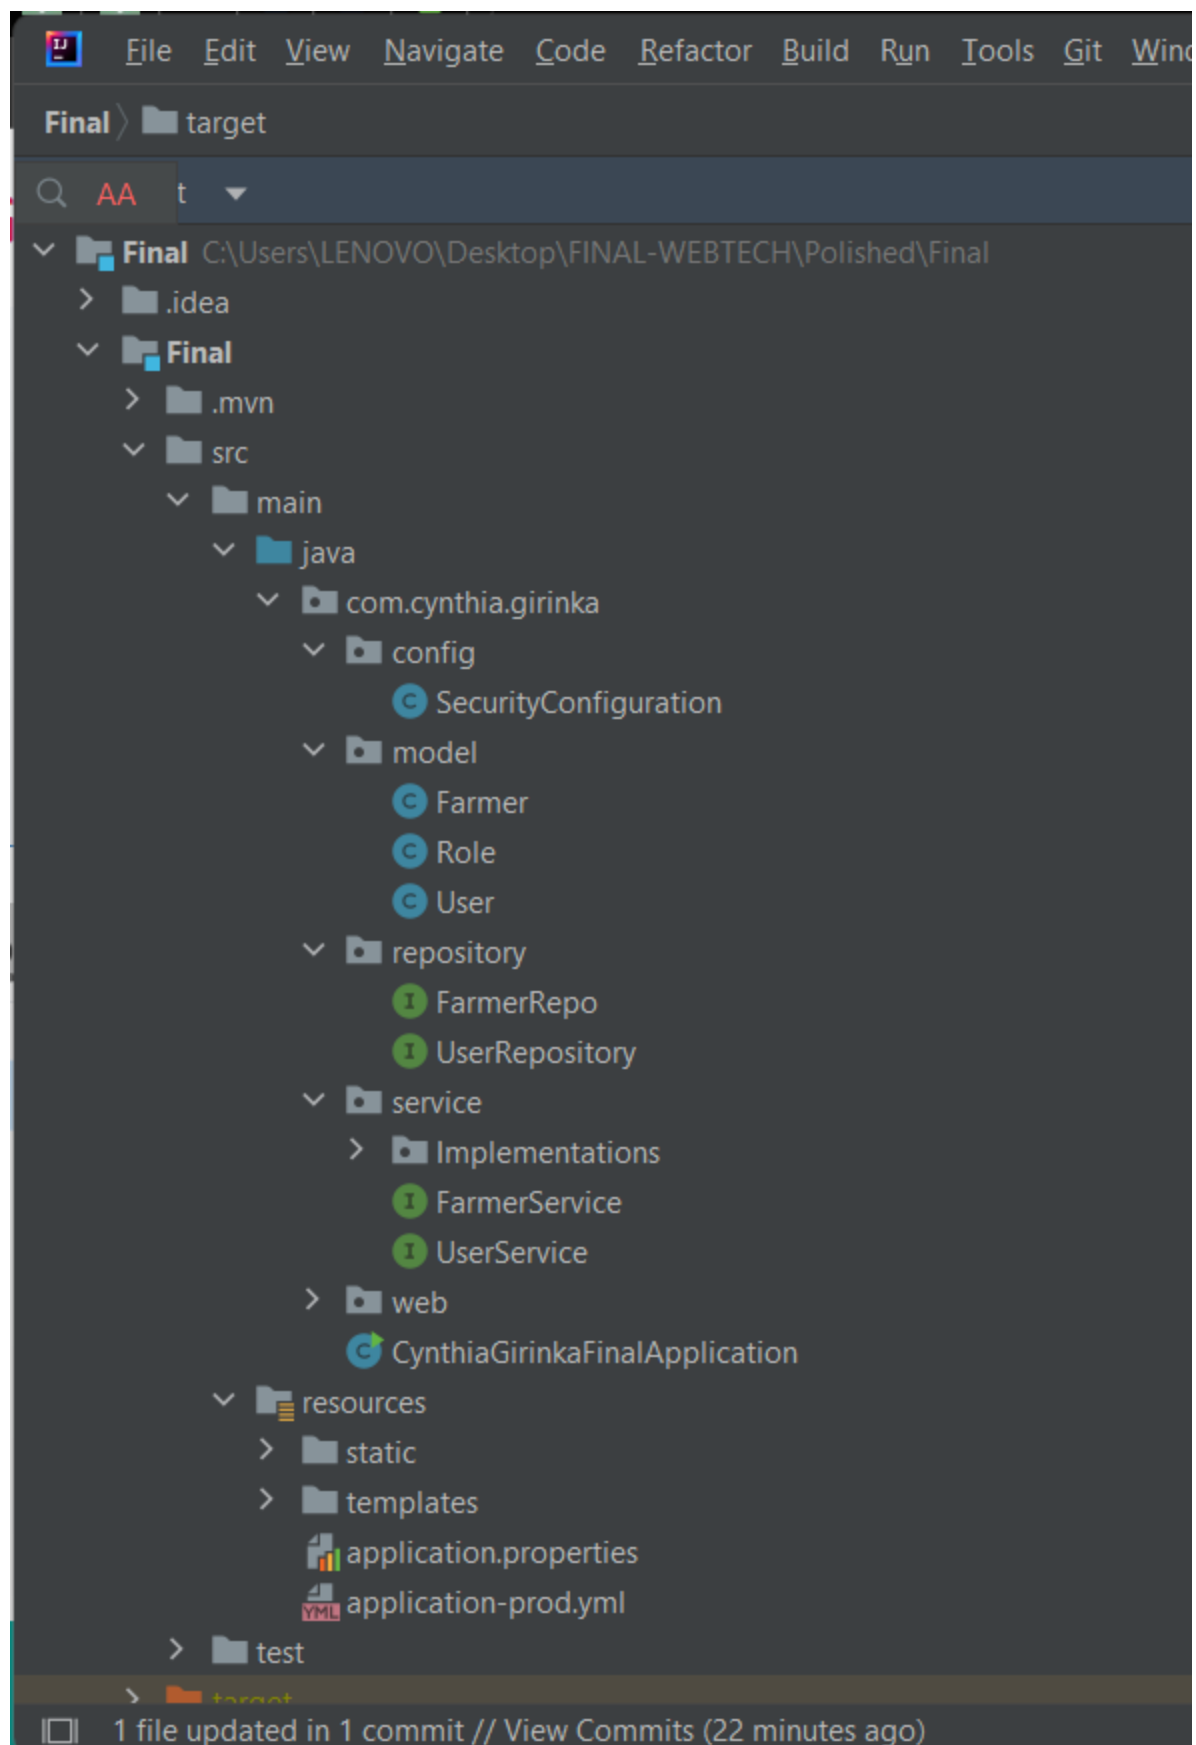 File Edit View Navigate Code Refactor Build Run Tools Git
Final target
AA t
Final C:\Users\LENOVO\Desktop\FINAL-WEBTECH\Polished\Final
.idea
Final
.mvn
src
main
java
com.cynthia.girinka
config
SecurityConfiguration
model
Farmer
Role
User
repository
FarmerRepo
UserRepository
service
Implementations
FarmerService
UserService
web
CynthiaGirinkaFinalApplication
resources
static
templates
application.properties
application-prod.yml
test
target
1 file updated in 1 commit // View Commits (22 minutes ago)